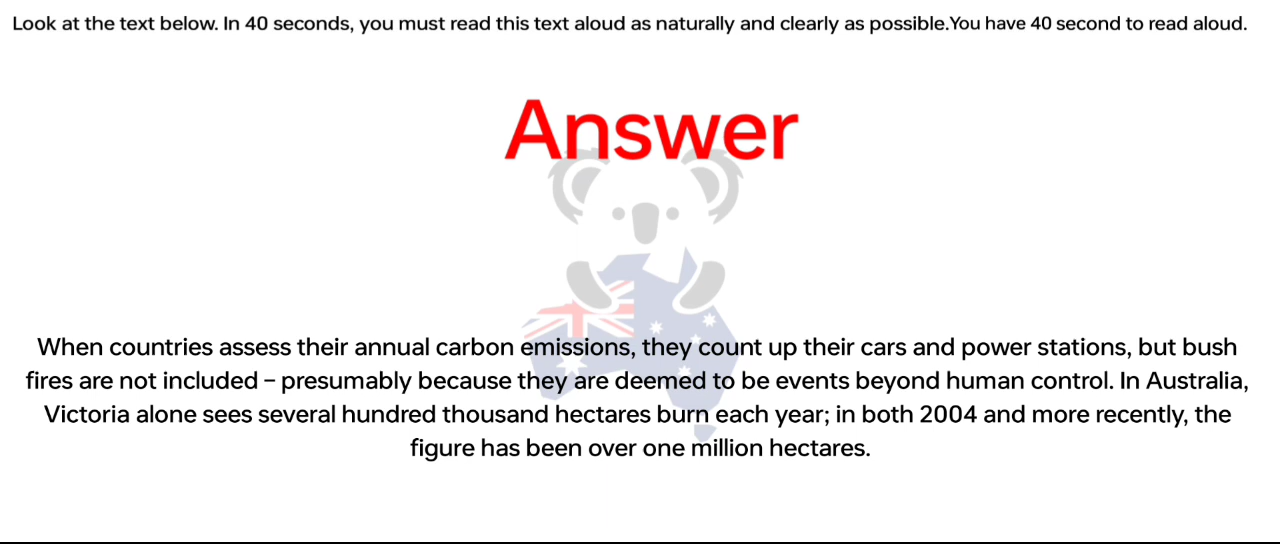 Look at the text below. In 40 seconds, you must read this text aloud as naturally and clearly as possible.You have 40 second to read aloud.
Answer
When countries assess their annual carbon emissions, they count up their cars and power stations, but bush
fires are not included – presumably because they are deemed to be events beyond human control. In Australia,
Victoria alone sees several hundred thousand hectares burn each year; in both 2004 and more recently, the
figure has been over one million hectares.